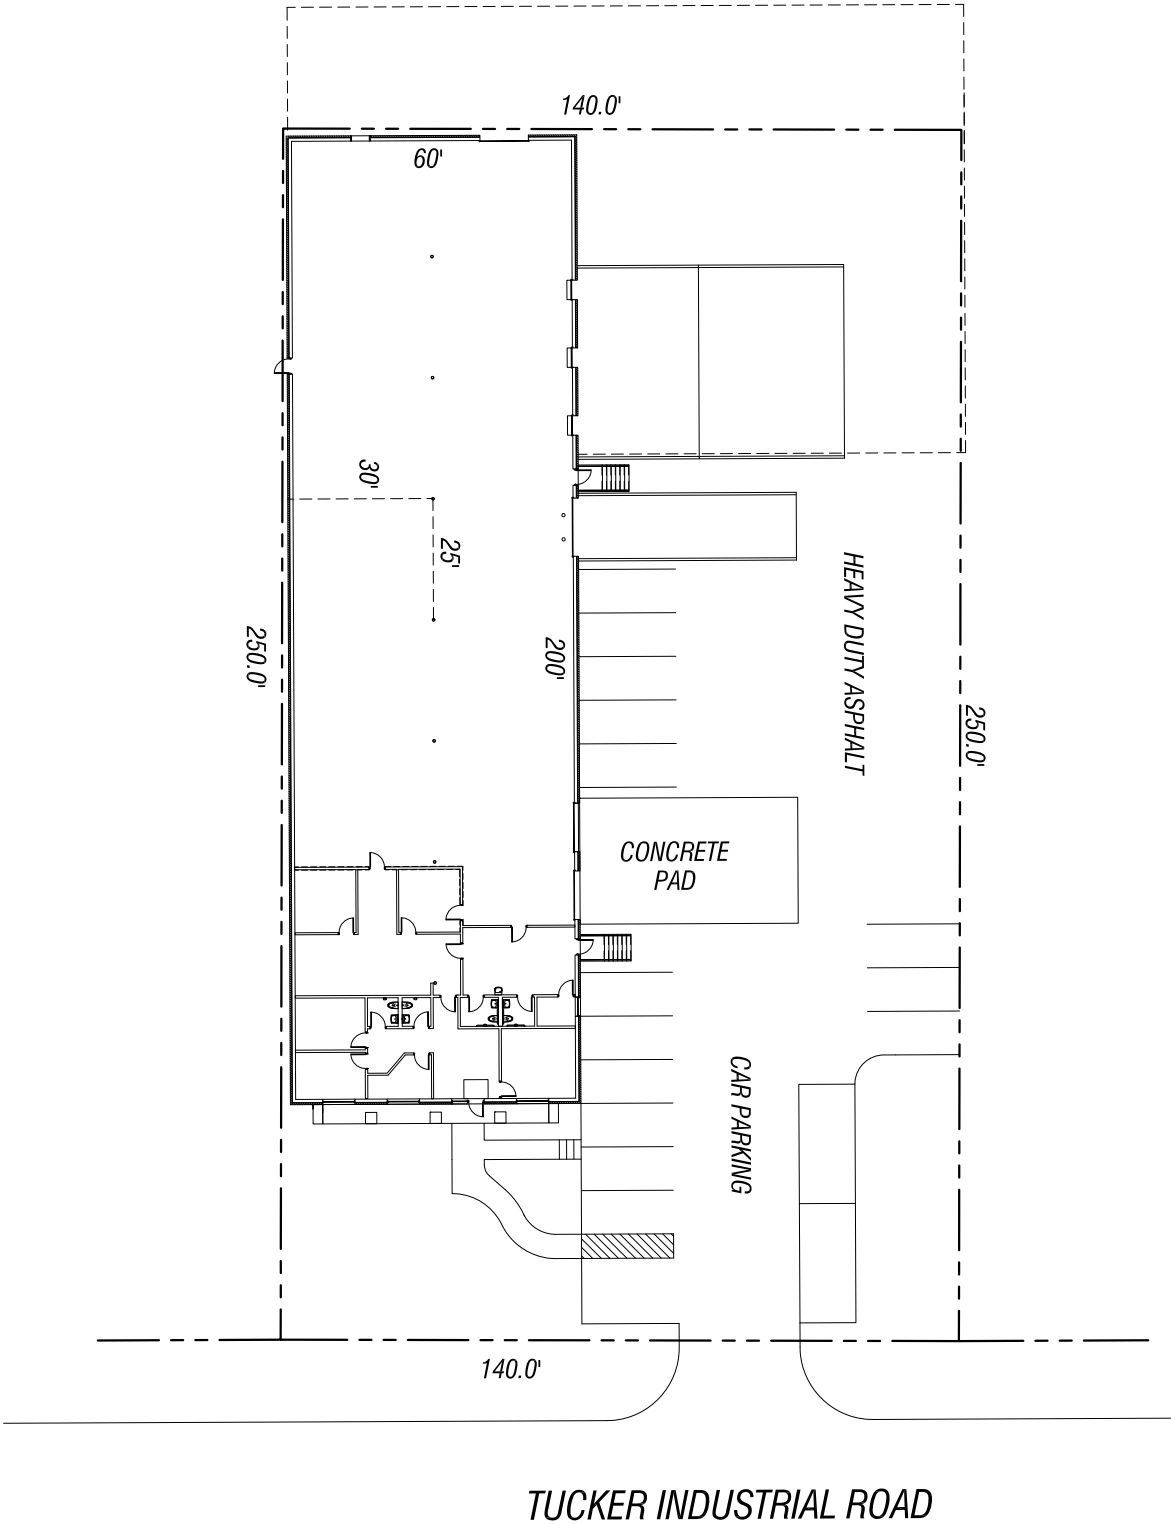 140.0'
60'
30'
25'
250.0'
200'
HEAVY DUTY ASPHALT
250.0'
CONCRETE
PAD
CAR PARKING
140.0'
TUCKER INDUSTRIAL ROAD